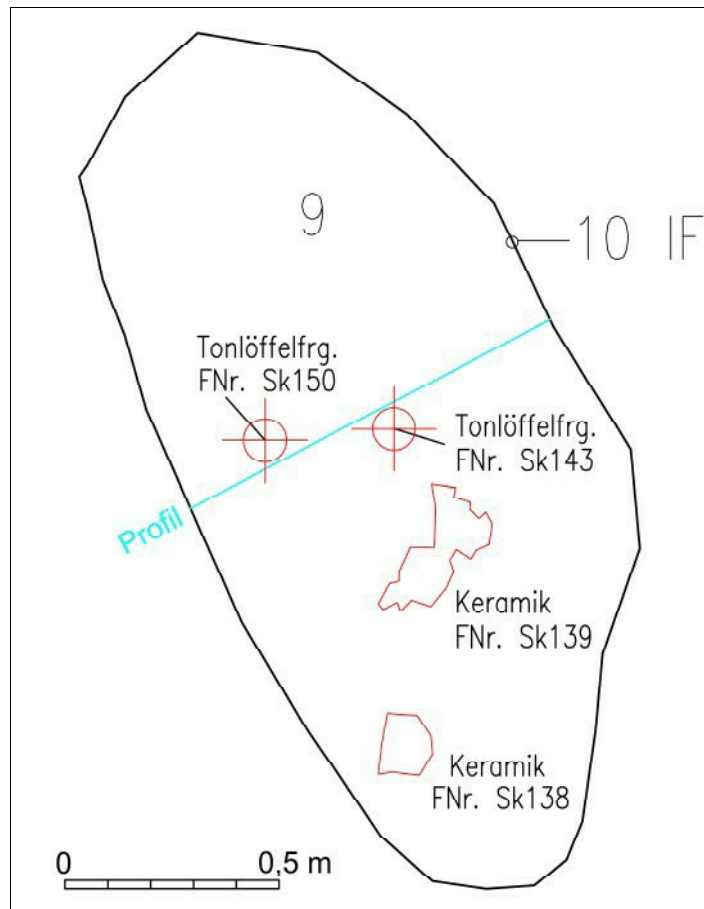 9
10 IF
Tonlöffelfrg.
FNr. Sk150
Tonlöffelfrg.
FNr. Sk143
Profil
Keramik
FNr. Sk139
Keramik
FNr. Sk138
0 0,5 m